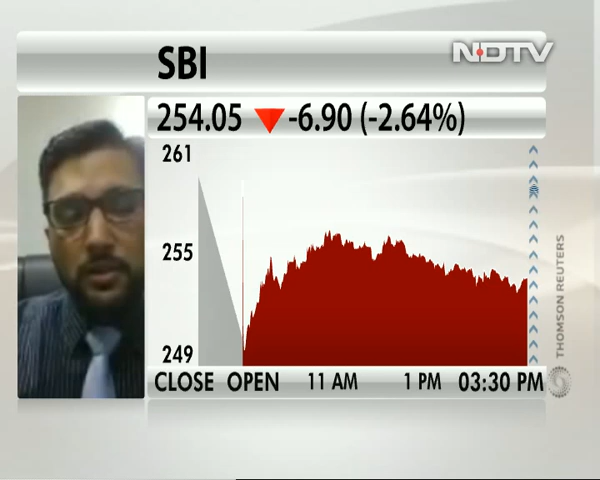 SBI
NDTV
254.05 -6.90 (-2.64%)
261
255
249
CLOSE OPEN 11 AM 1 PM 03:30 PM
THOMSON REUTERS